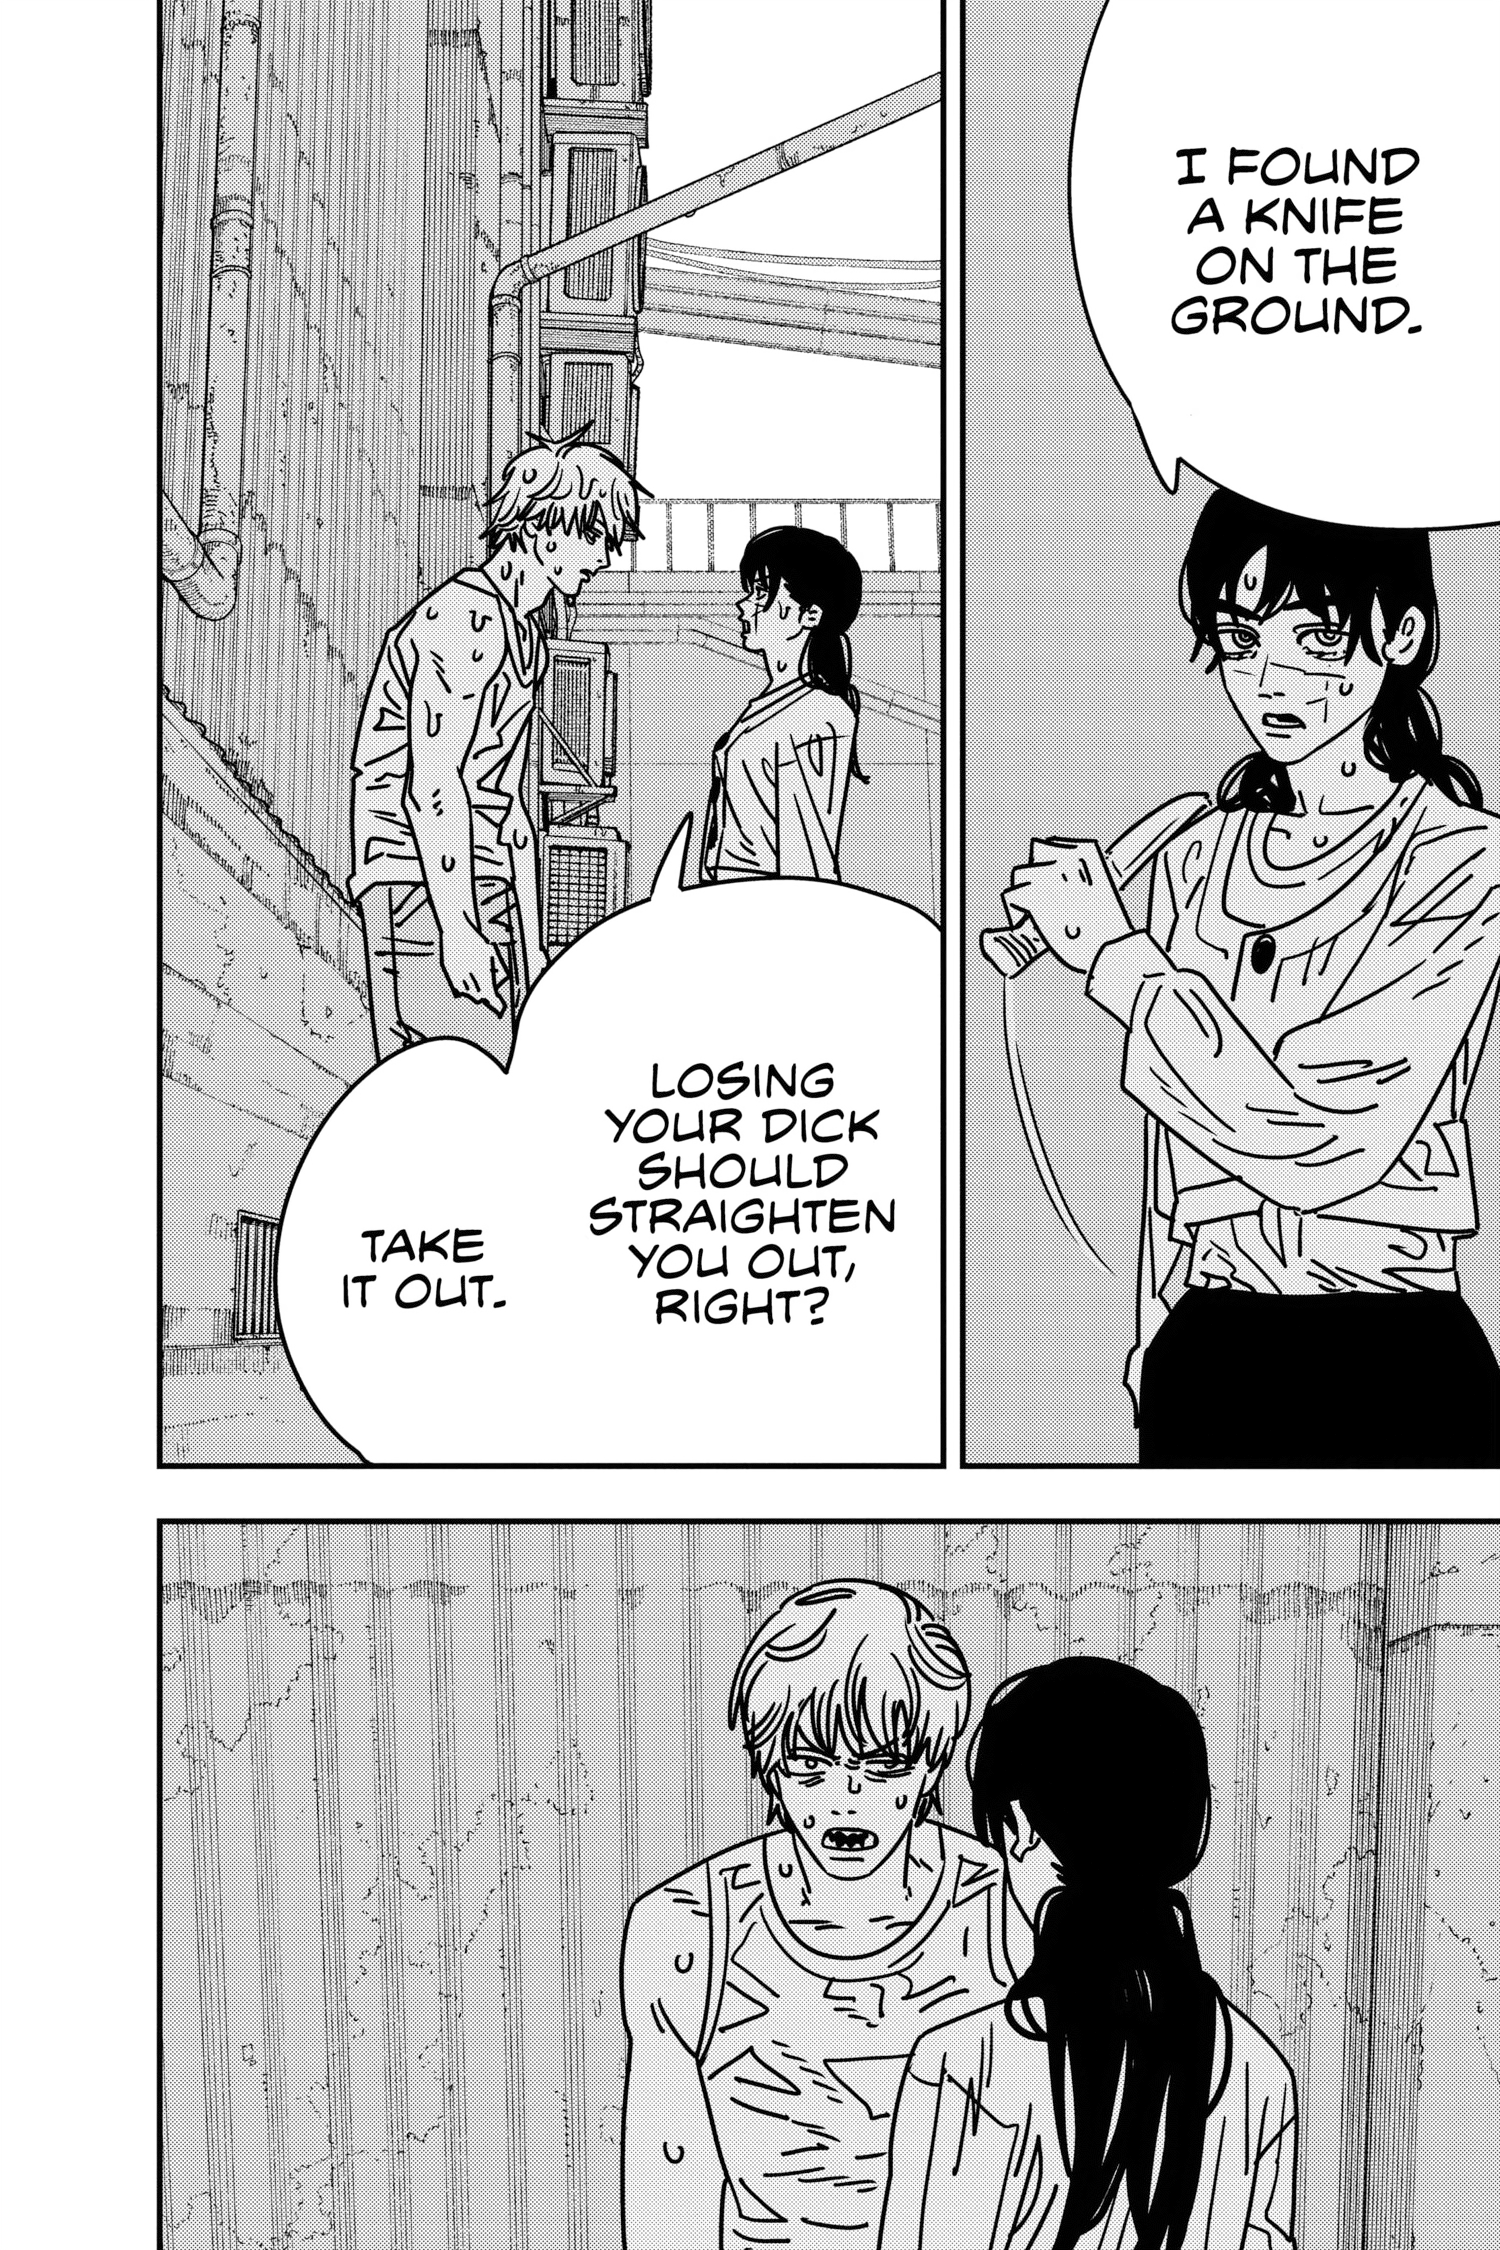 I FOUND
A KNIFE
ON THE
GROUND.
LOSING
YOUR DICK
SHOULD
STRAIGHTEN
YOU OUT,
RIGHT?
TAKE
IT OUT.